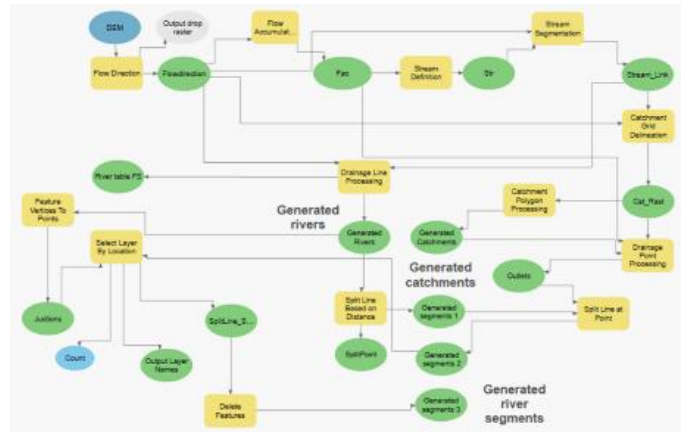 DEM
Output drop
raster
Flow
Accumulat...
Stream
Segmentation
Flow Direction
Flowdirection
Fac
Stream
Definition
Str
Stream_Link
Catchment
Grid
Delineation
River table FS
Drainage Line
Processing
Feature
Vertices To
Points
Catchment
Polygon
Processing
Cat_Rast
Generated
rivers
Select Layer
By Location
Generated
Rivers
Generated
Catchments
Drainage
Point
Processing
Generated
catchments
Outlets
Split Line
Based on
Distance
Generated
segments 1
Split Line at
Point
Juctions
SplitLine_S...
Count
Output Layer
Names
SplitPoint
Generated
segments 2
Delete
Features
Generated
segments 3
Generated
river
segments